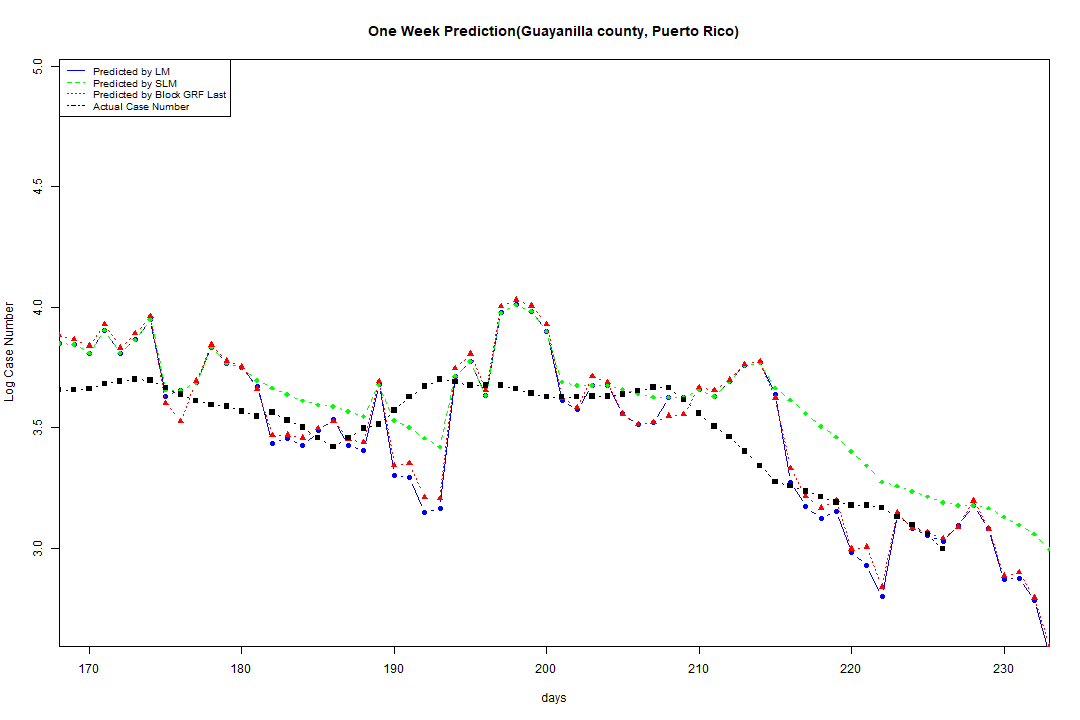 One Week Prediction(Guayanilla county, Puerto Rico)
Predicted by LM
Predicted by SLM
Predicted by Block GRF Last
Actual Case Number
5.0
4.5
4.0
3.5
3.0
Log Case Number
170 180 190 200 210 220 230
days